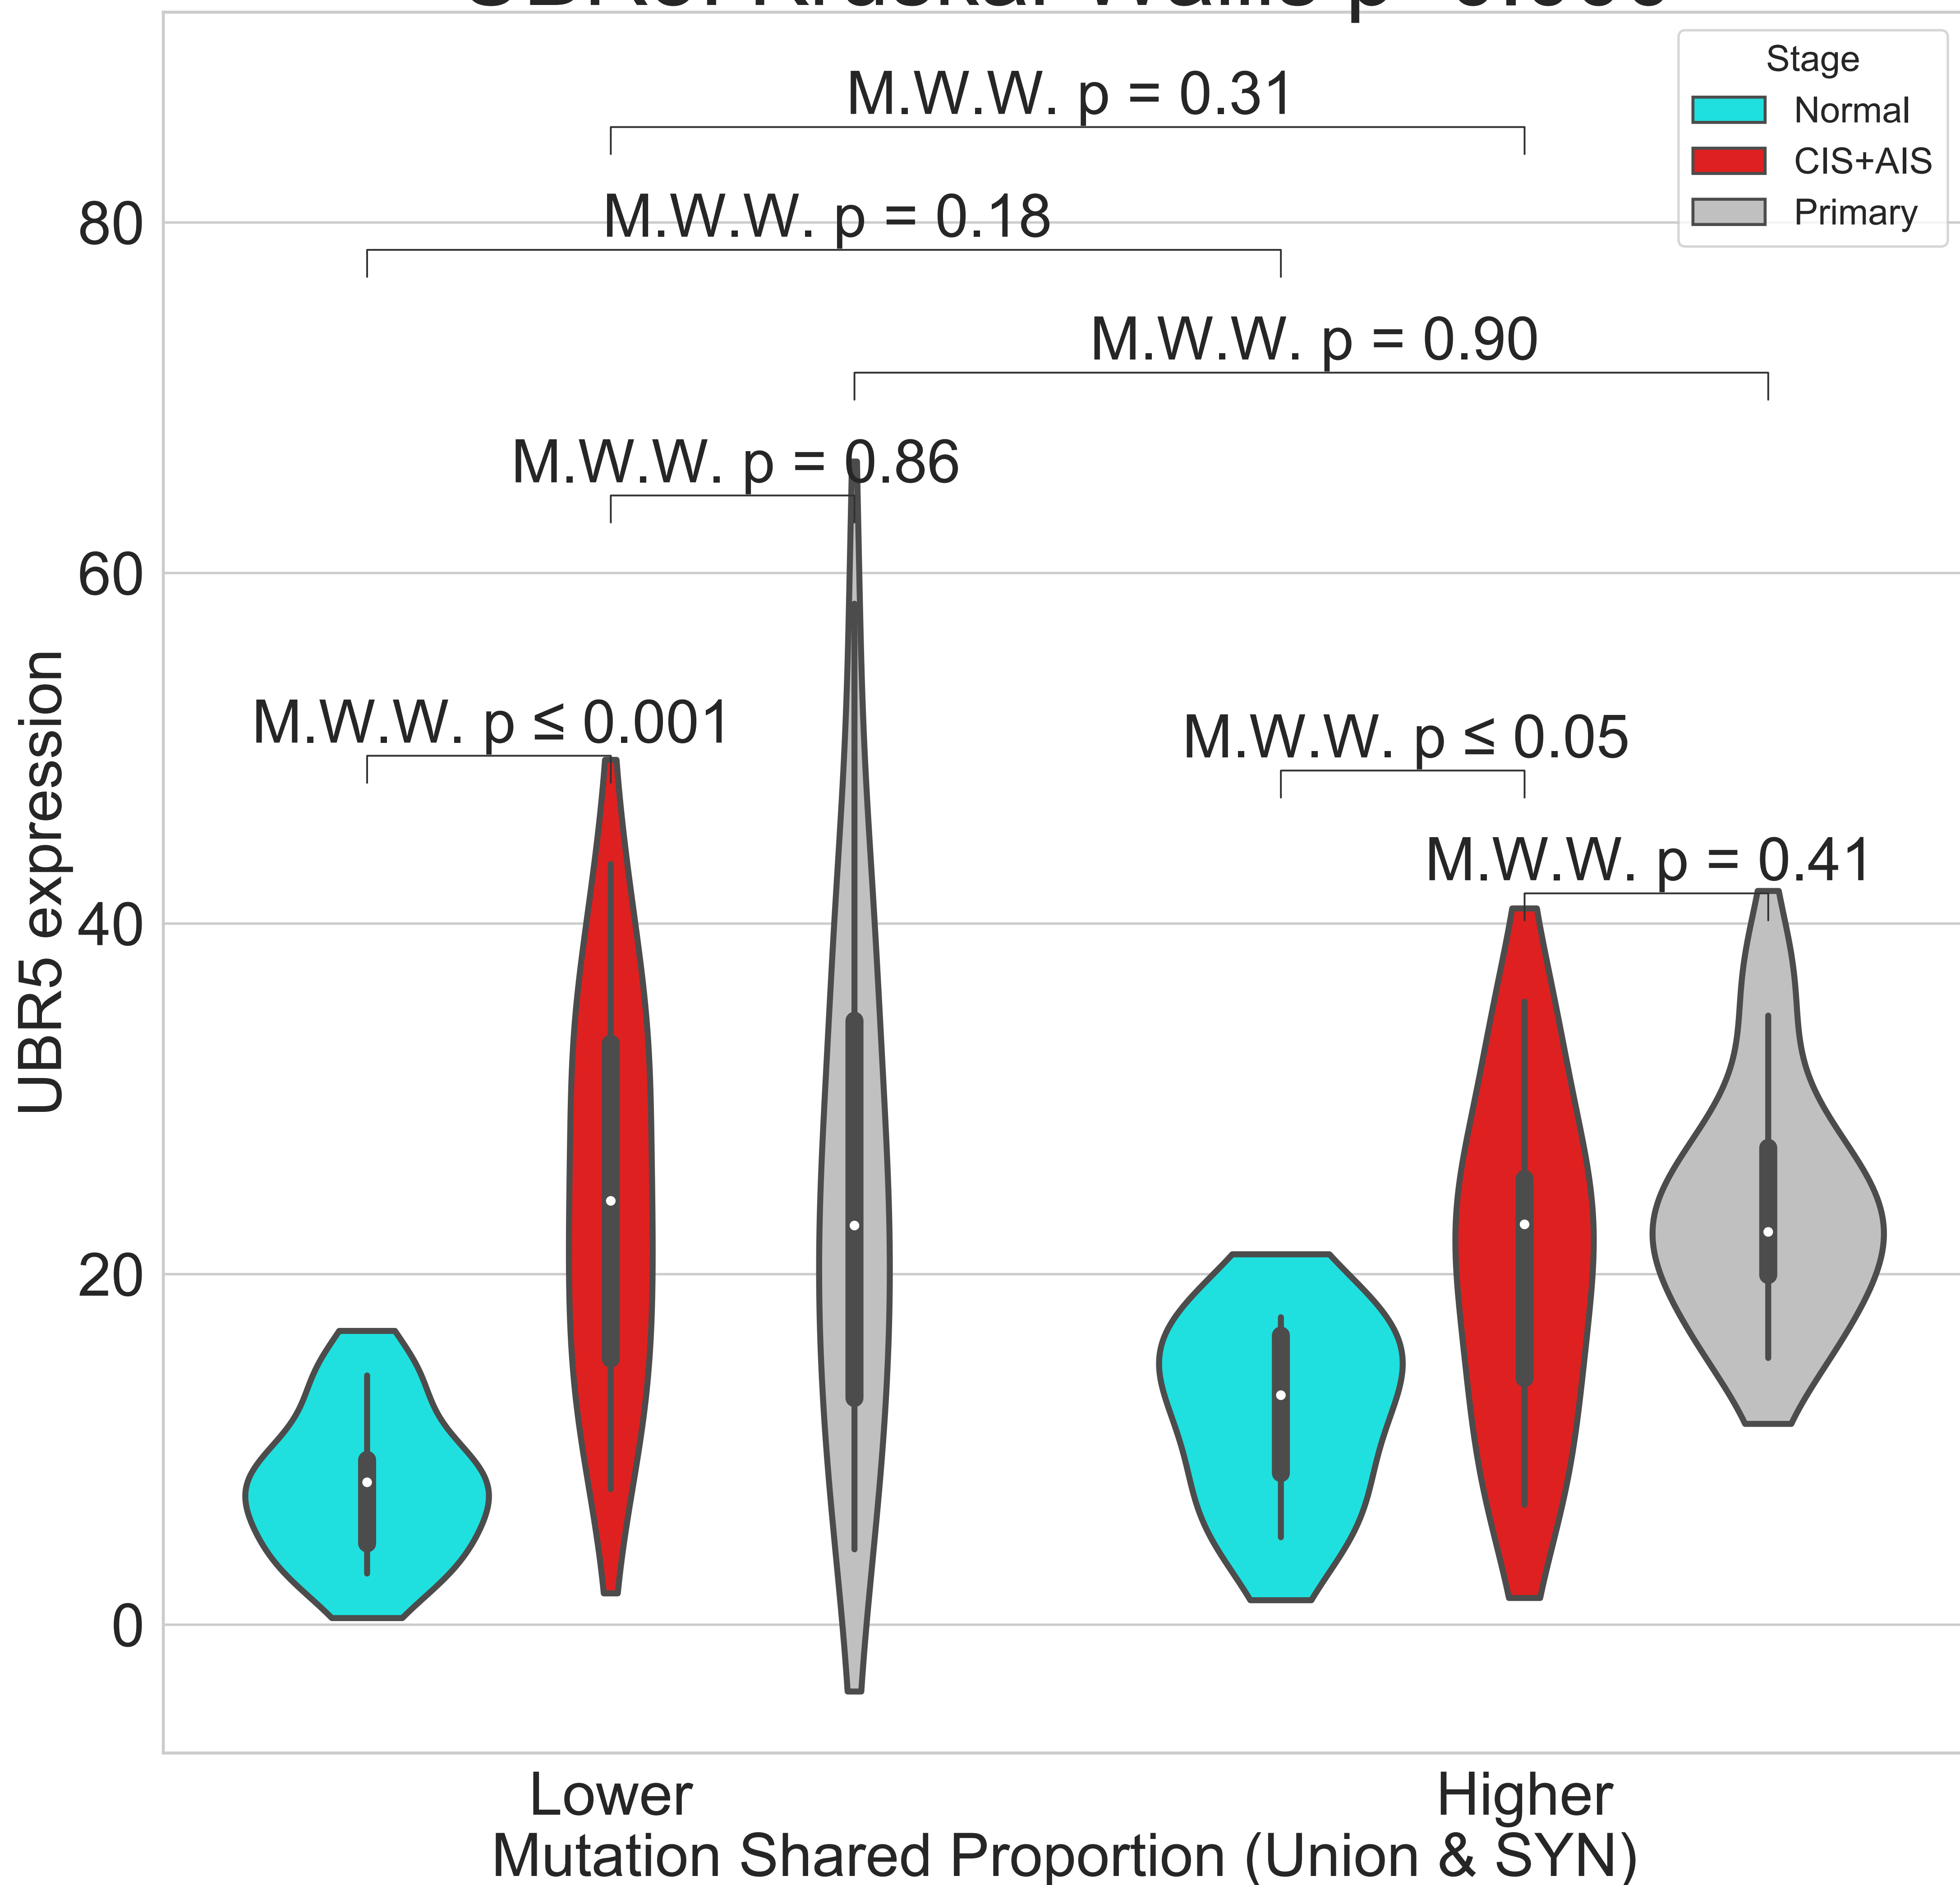 Stage
Normal
CIS+AIS
Primary
M.W.W. p = 0.31
M.W.W. p = 0.18
M.W.W. p = 0.90
M.W.W. p = 0.86
M.W.W. p ≤ 0.001
M.W.W. p ≤ 0.05
M.W.W. p = 0.41
80
60
40
20
0
UBR5 expression
Lower
Higher
Mutation Shared Proportion (Union & SYN)